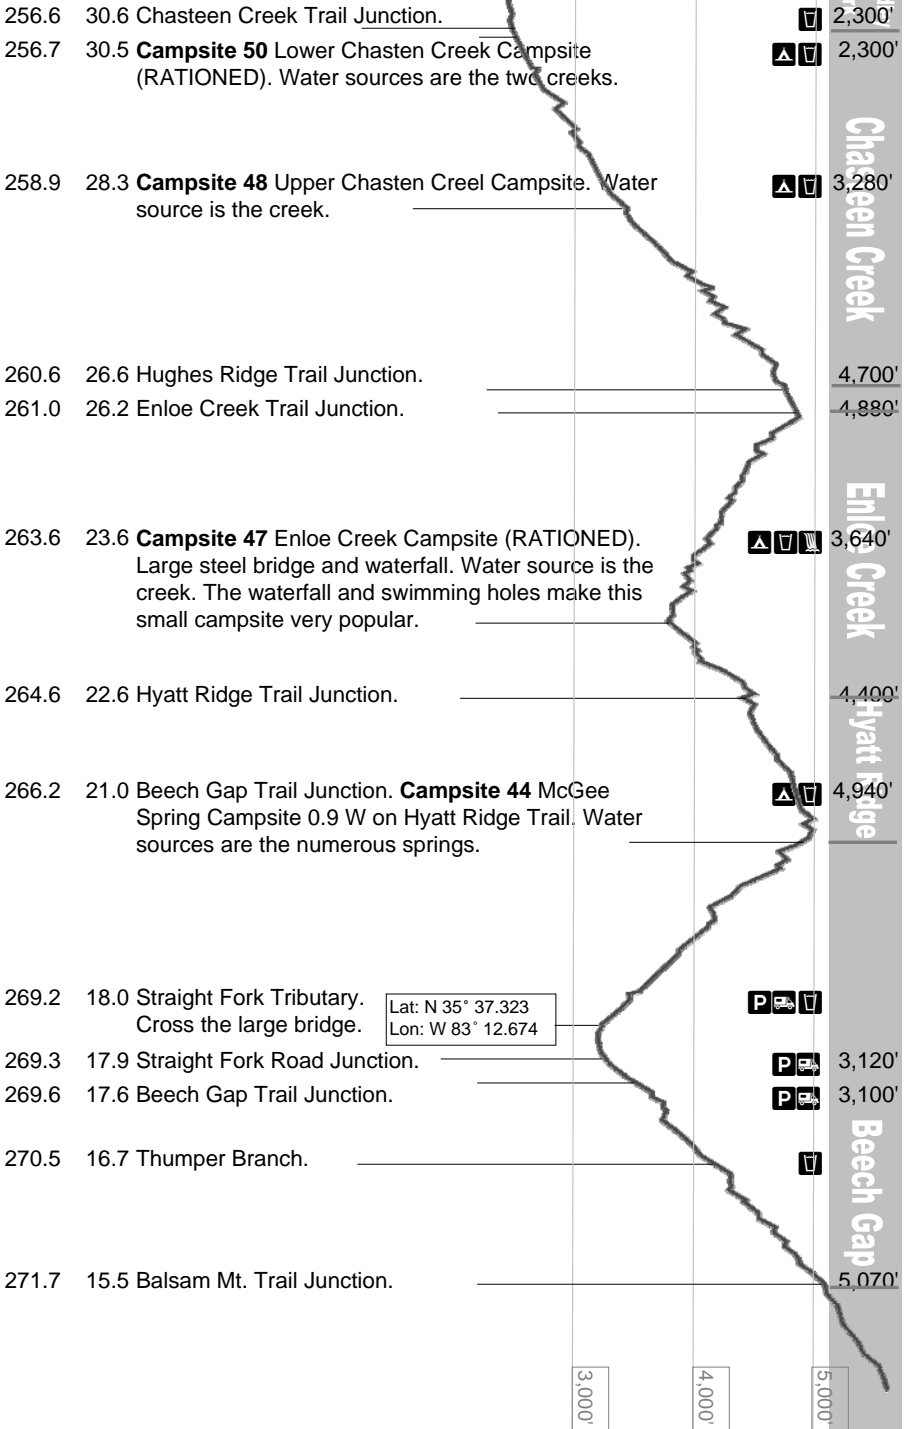 256.6 30.6 Chasteen Creek Trail Junction. 2,300'
256.7 30.5 Campsite 50 Lower Chasten Creek Campsite 2,300'
(RATIONED). Water sources are the two creeks.
Chasteen Creek
258.9 28.3 Campsite 48 Upper Chasten Creel Campsite. Water 3,280'
source is the creek.
260.6 26.6 Hughes Ridge Trail Junction. 4,700'
261.0 26.2 Enloe Creek Trail Junction. 4,880'
Enloe Creek
263.6 23.6 Campsite 47 Enloe Creek Campsite (RATIONED). 3,640'
Large steel bridge and waterfall. Water source is the
creek. The waterfall and swimming holes make this
small campsite very popular.
264.6 22.6 Hyatt Ridge Trail Junction. 4,400'
Hyatt Ridge
266.2 21.0 Beech Gap Trail Junction. Campsite 44 McGee 4,940'
Spring Campsite 0.9 W on Hyatt Ridge Trail. Water
sources are the numerous springs.
269.2 18.0 Straight Fork Tributary. P
Cross the large bridge.
Lat: N 35° 37.323
Lon: W 83° 12.674
269.3 17.9 Straight Fork Road Junction. P 3,120'
269.6 17.6 Beech Gap Trail Junction. P 3,100'
Beech Gap
270.5 16.7 Thumper Branch.
271.7 15.5 Balsam Mt. Trail Junction. 5,070'
3,000'
4,000'
5,000'